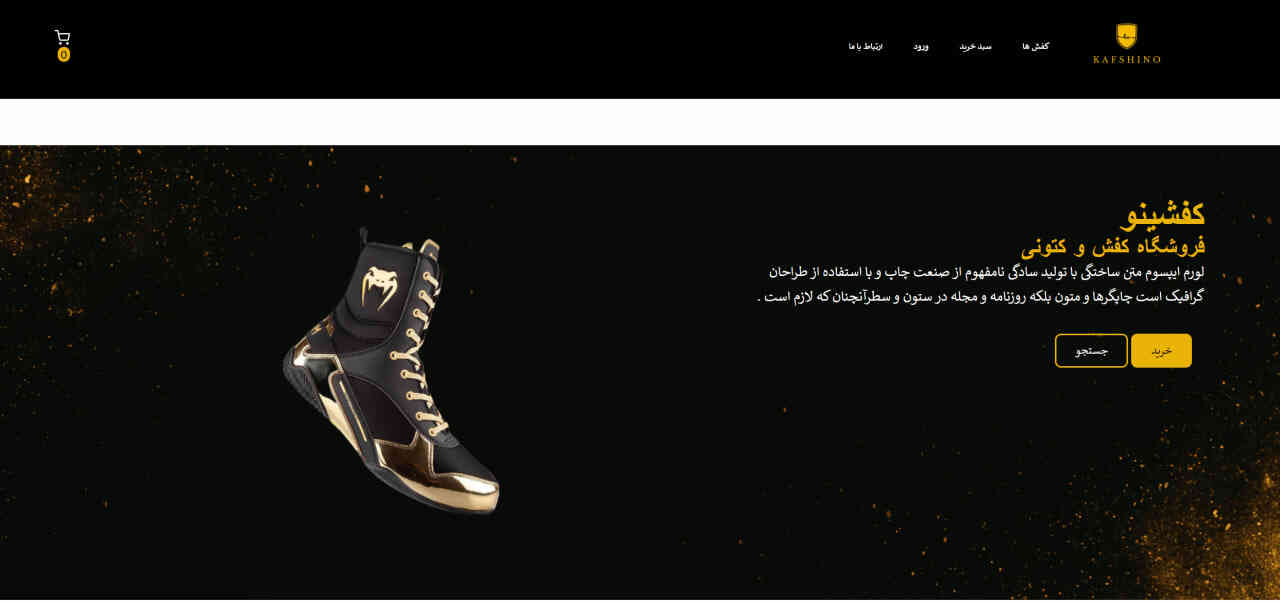 KAFSHINO
کفش ها
سبد خرید
ورود
ارتباط با ما
0
کفشینو
فروشگاه کفش و کتونی
لورم ایپسوم متن ساختگی با تولید سادگی نامفهوم از صنعت چاپ و با استفاده از طراحان
گرافیک است چاپگرها و متون بلکه روزنامه و مجله در ستون و سطرآنچنان که لازم است .
خرید
جستجو